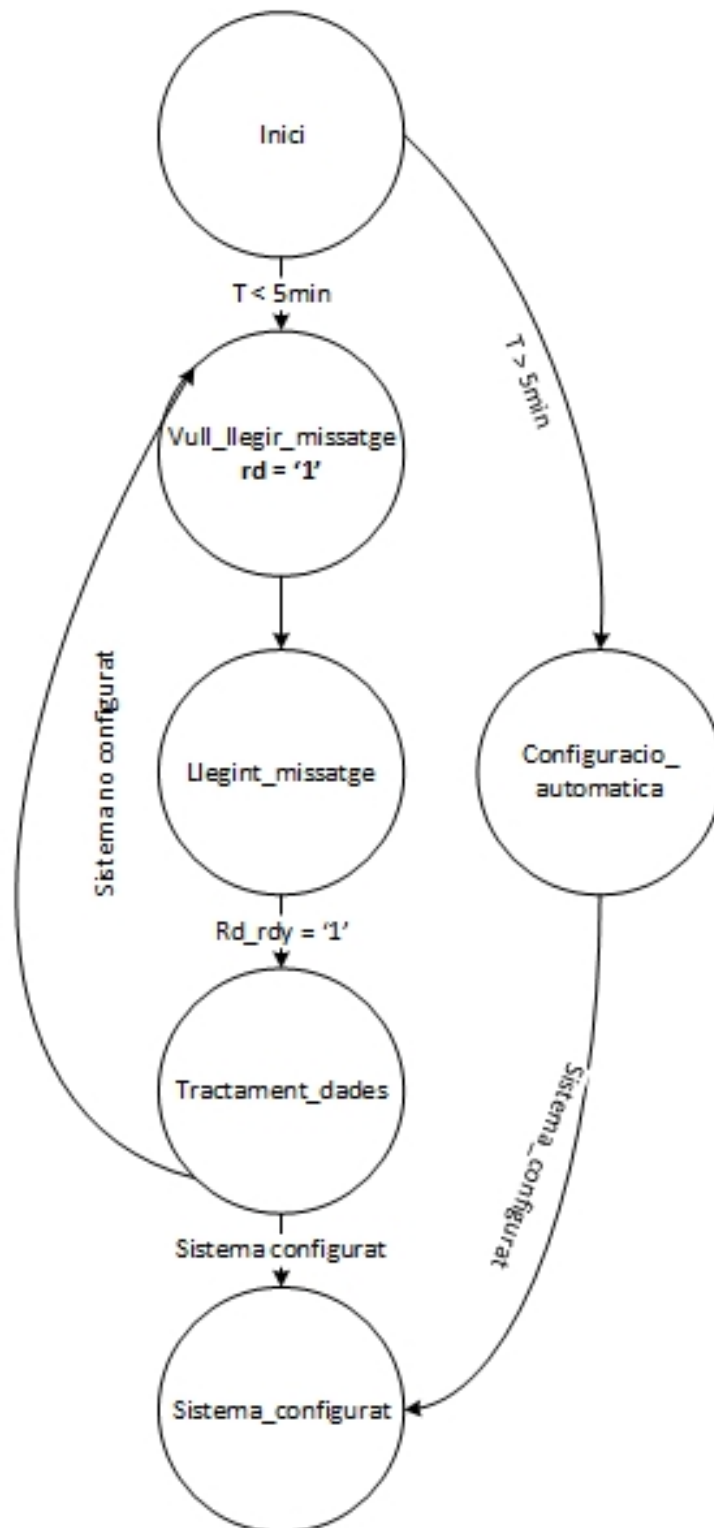 Inici
T < 5min
T > 5min
Vull_llegir_missatge
rd = ‘1’
Sistema no configurat
Llegint_missatge
Configuracio_
automatica
Rd_rdy = ‘1’
Tractament_dades
Sistema_configurat
Sistema configurat
Sistema_configurat